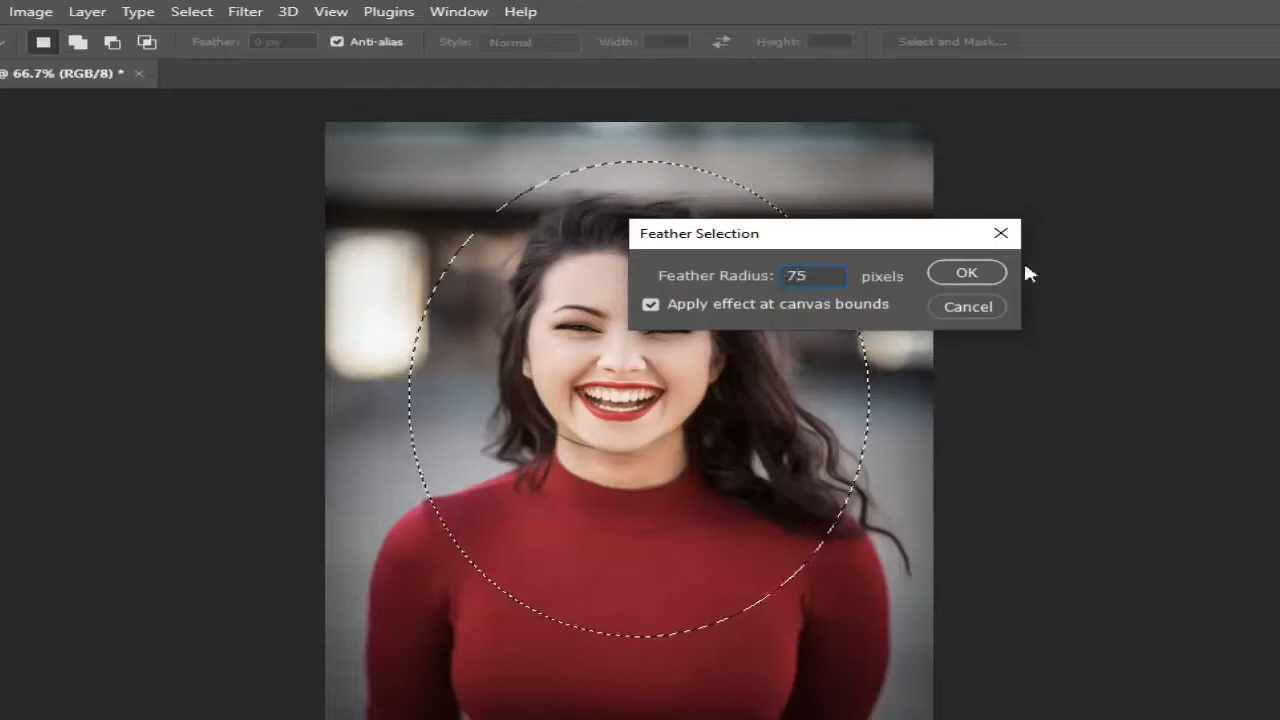 Image Layer Type Select Filter 3D View Plugins Window Help
Feather: 0 px Anti-alias Style: Normal Width: Height: Select and Mask...
@ 66.7% (RGB/8) * ×
Feather Selection
Feather Radius: 75 pixels OK
Apply effect at canvas bounds Cancel